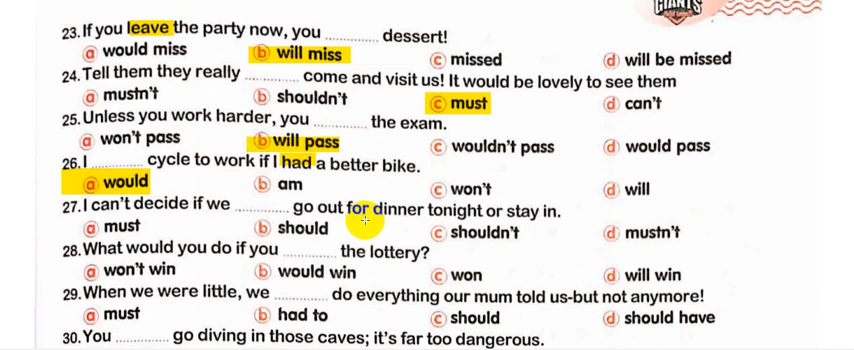 GIANTS
23. If you leave the party now, you ............ dessert!
a would miss b will miss c missed d will be missed
24. Tell them they really ............ come and visit us! It would be lovely to see them
a mustn't b shouldn't c must d can't
25. Unless you work harder, you ............ the exam.
a won't pass b will pass c wouldn't pass d would pass
26. I ............ cycle to work if I had a better bike.
a would b am c won't d will
27. I can't decide if we ............ go out for dinner tonight or stay in.
a must b should c shouldn't d mustn't
28. What would you do if you ............ the lottery?
a won't win b would win c won d will win
29. When we were little, we ............ do everything our mum told us-but not anymore!
a must b had to c should d should have
30. You ............ go diving in those caves; it's far too dangerous.